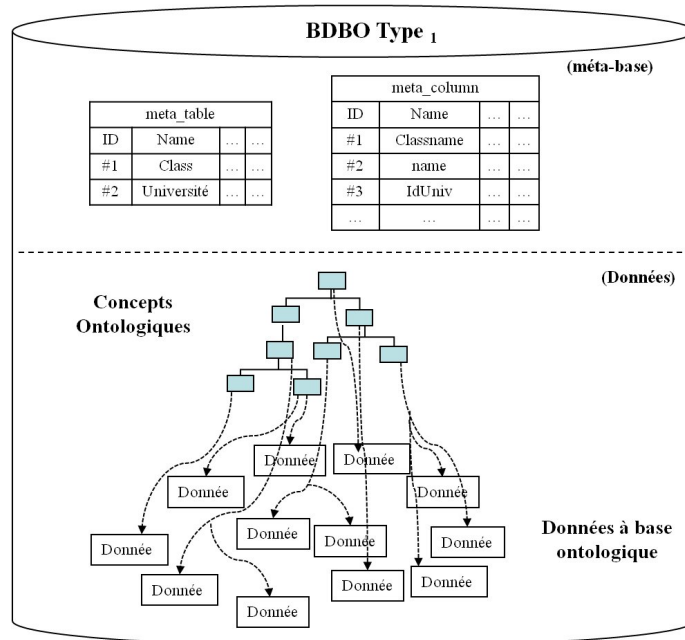 BDBO Type 1
(méta-base)
meta_table
ID Name … …
#1 Class … …
#2 Université … …
meta_column
ID Name … …
#1 Classname … …
#2 name … …
#3 IdUniv … …
… … … …
(Données)
Concepts
Ontologiques
Donnée
Donnée
Donnée
Donnée
Donnée
Donnée
Donnée
Donnée
Donnée
Donnée
Donnée
Donnée
Données à base
ontologique